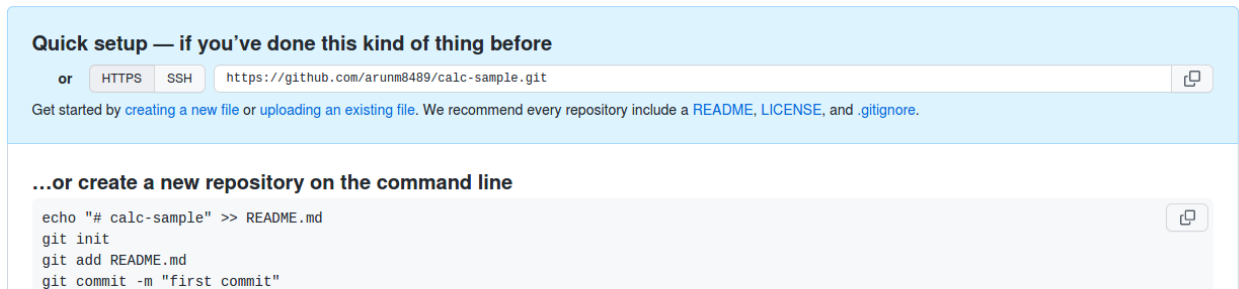 Quick setup — if you’ve done this kind of thing before
or HTTPS SSH https://github.com/arunm8489/calc-sample.git
Get started by creating a new file or uploading an existing file. We recommend every repository include a README, LICENSE, and .gitignore.
…or create a new repository on the command line
echo "# calc-sample" >> README.md
git init
git add README.md
git commit -m "first commit"